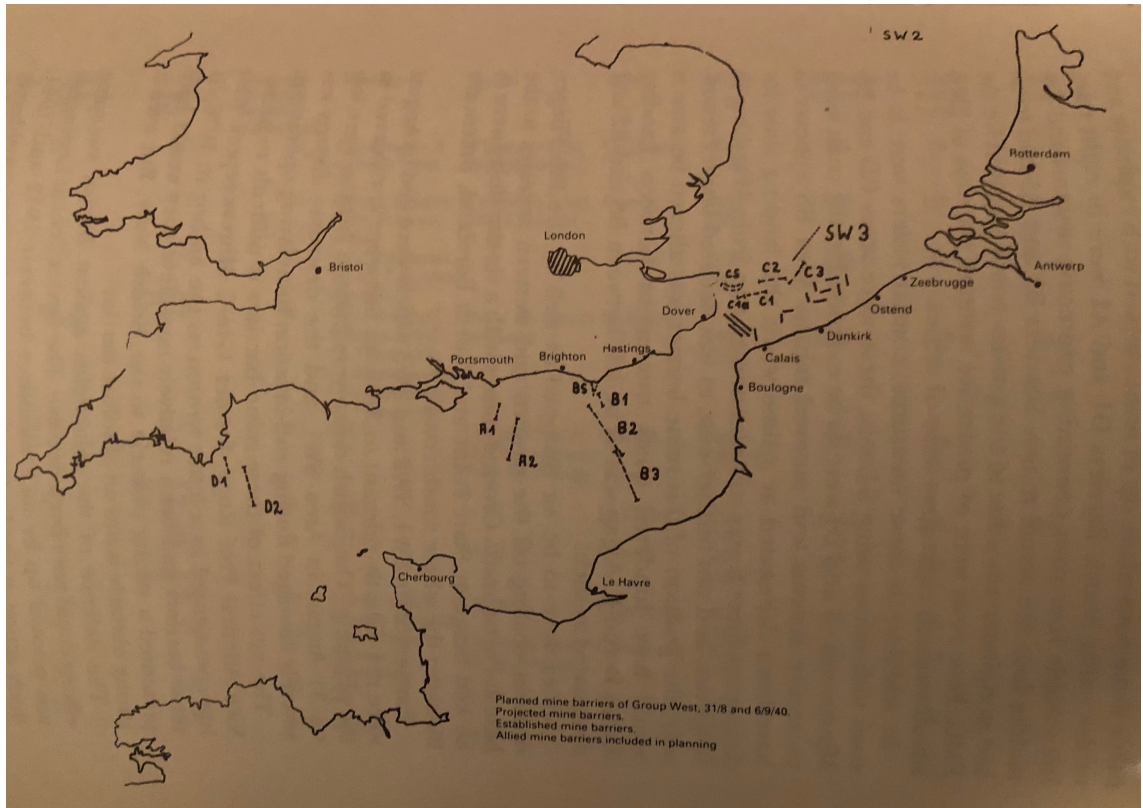 SW2
Rotterdam
London
SW3
Bristol
C5
C2
C3
Antwerp
Zeebrugge
C1a
C1
Ostend
Dover
Dunkirk
Hastings
Calais
Brighton
Portsmouth
Boulogne
B5
B1
A1
B2
A2
B3
D1
D2
Cherbourg
Le Havre
Planned mine barriers of Group West, 31/8 and 6/9/40.
Projected mine barriers.
Established mine barriers.
Allied mine barriers included in planning